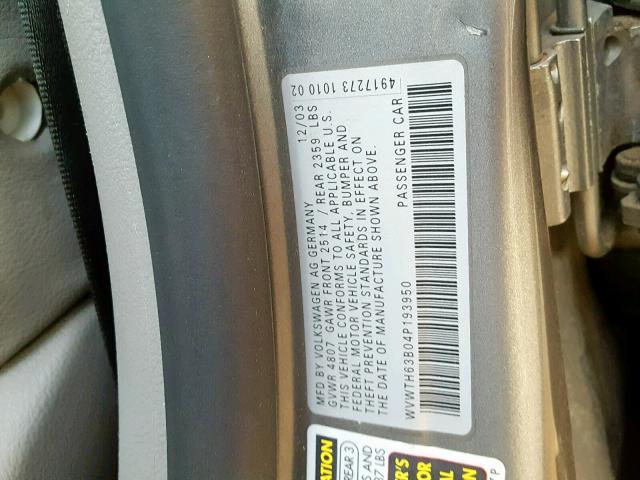 4917273 1010 02
MFD BY VOLKSWAGEN AG GERMANY 12/03
GVWR 4807 GAWR FRONT 2514 / REAR 2359 LBS
THIS VEHICLE CONFORMS TO ALL APPLICABLE U.S.
FEDERAL MOTOR VEHICLE SAFETY, BUMPER AND
THEFT PREVENTION STANDARDS IN EFFECT ON
THE DATE OF MANUFACTURE SHOWN ABOVE.
PASSENGER CAR
WVWTH63B04P193950
REAR 3